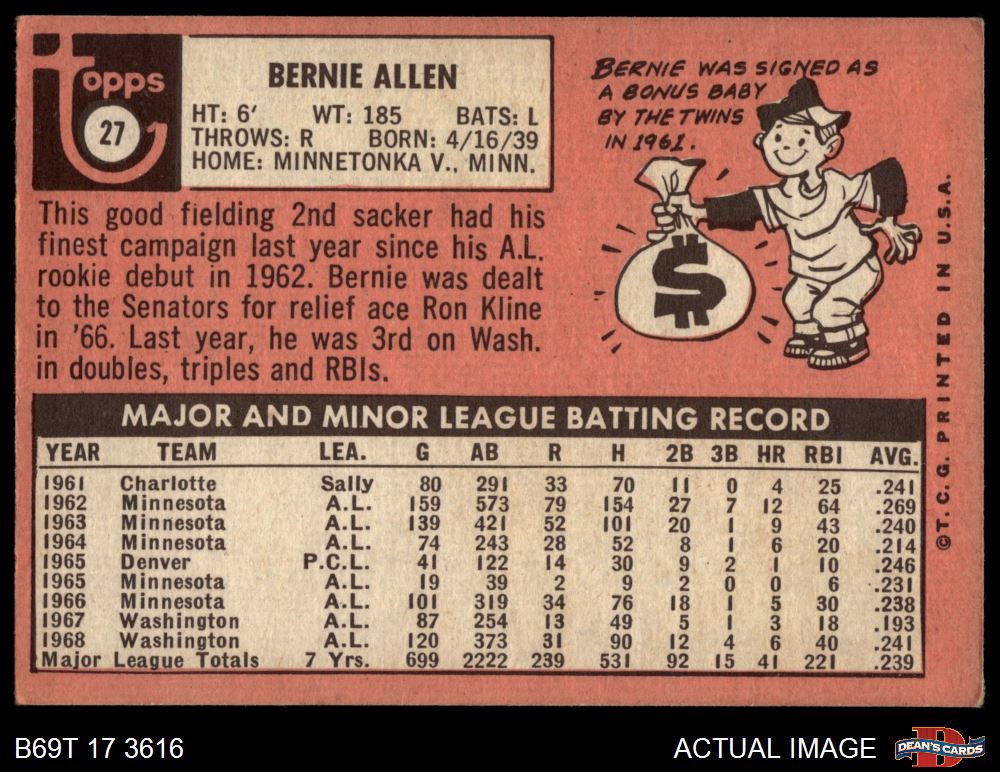 topps
27
BERNIE ALLEN
HT: 6' WT: 185 BATS: L
THROWS: R BORN: 4/16/39
HOME: MINNETONKA V., MINN.
This good fielding 2nd sacker had his
finest campaign last year since his A.L.
rookie debut in 1962. Bernie was dealt
to the Senators for relief ace Ron Kline
in '66. Last year, he was 3rd on Wash.
in doubles, triples and RBIs.
BERNIE WAS SIGNED AS
A BONUS BABY
BY THE TWINS
IN 1961.
$
©T.C.G. PRINTED IN U.S.A.
MAJOR AND MINOR LEAGUE BATTING RECORD
YEAR TEAM LEA. G AB R H 2B 3B HR RBI AVG.
1961 Charlotte Sally 80 291 33 70 11 0 4 25 .241
1962 Minnesota A.L. 159 573 79 154 27 7 12 64 .269
1963 Minnesota A.L. 139 421 52 101 20 1 9 43 .240
1964 Minnesota A.L. 74 243 28 52 8 1 6 20 .214
1965 Denver P.C.L. 41 122 14 30 9 2 1 10 .246
1965 Minnesota A.L. 19 39 2 9 2 0 0 6 .231
1966 Minnesota A.L. 101 319 34 76 18 1 5 30 .238
1967 Washington A.L. 87 254 13 49 5 1 3 18 .193
1968 Washington A.L. 120 373 31 90 12 4 6 40 .241
Major League Totals 7 Yrs. 699 2222 239 531 92 15 41 221 .239
B69T 17 3616
ACTUAL IMAGE
DEAN'S CARDS